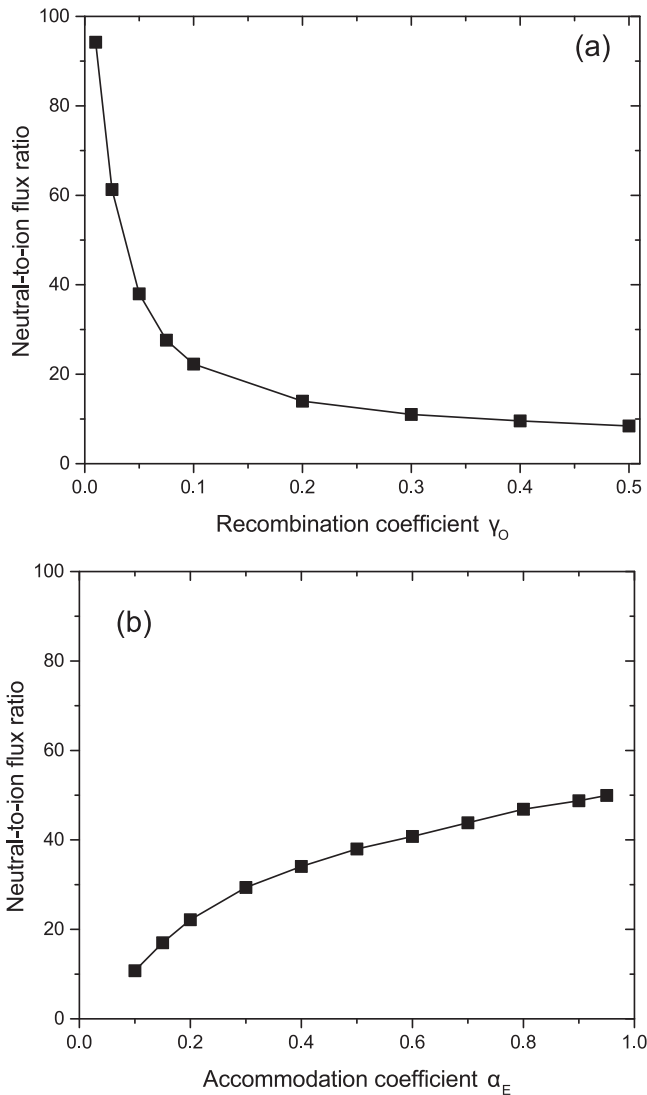 100
(a)
80
60
40
20
0
Neutral-to-ion flux ratio
0.0 0.1 0.2 0.3 0.4 0.5
Recombination coefficient γO
100
(b)
80
60
40
20
0
Neutral-to-ion flux ratio
0.0 0.2 0.4 0.6 0.8 1.0
Accommodation coefficient αE